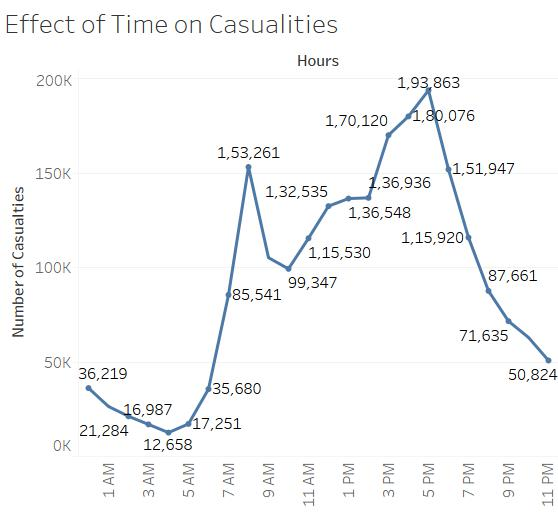 Effect of Time on Casualities
Hours
Number of Casualties
200K
150K
100K
50K
0K
36,219
21,284
16,987
12,658
17,251
35,680
85,541
1,53,261
99,347
1,15,530
1,32,535
1,36,548
1,36,936
1,70,120
1,80,076
1,93,863
1,51,947
1,15,920
87,661
71,635
50,824
1 AM
3 AM
5 AM
7 AM
9 AM
11 AM
1 PM
3 PM
5 PM
7 PM
9 PM
11 PM